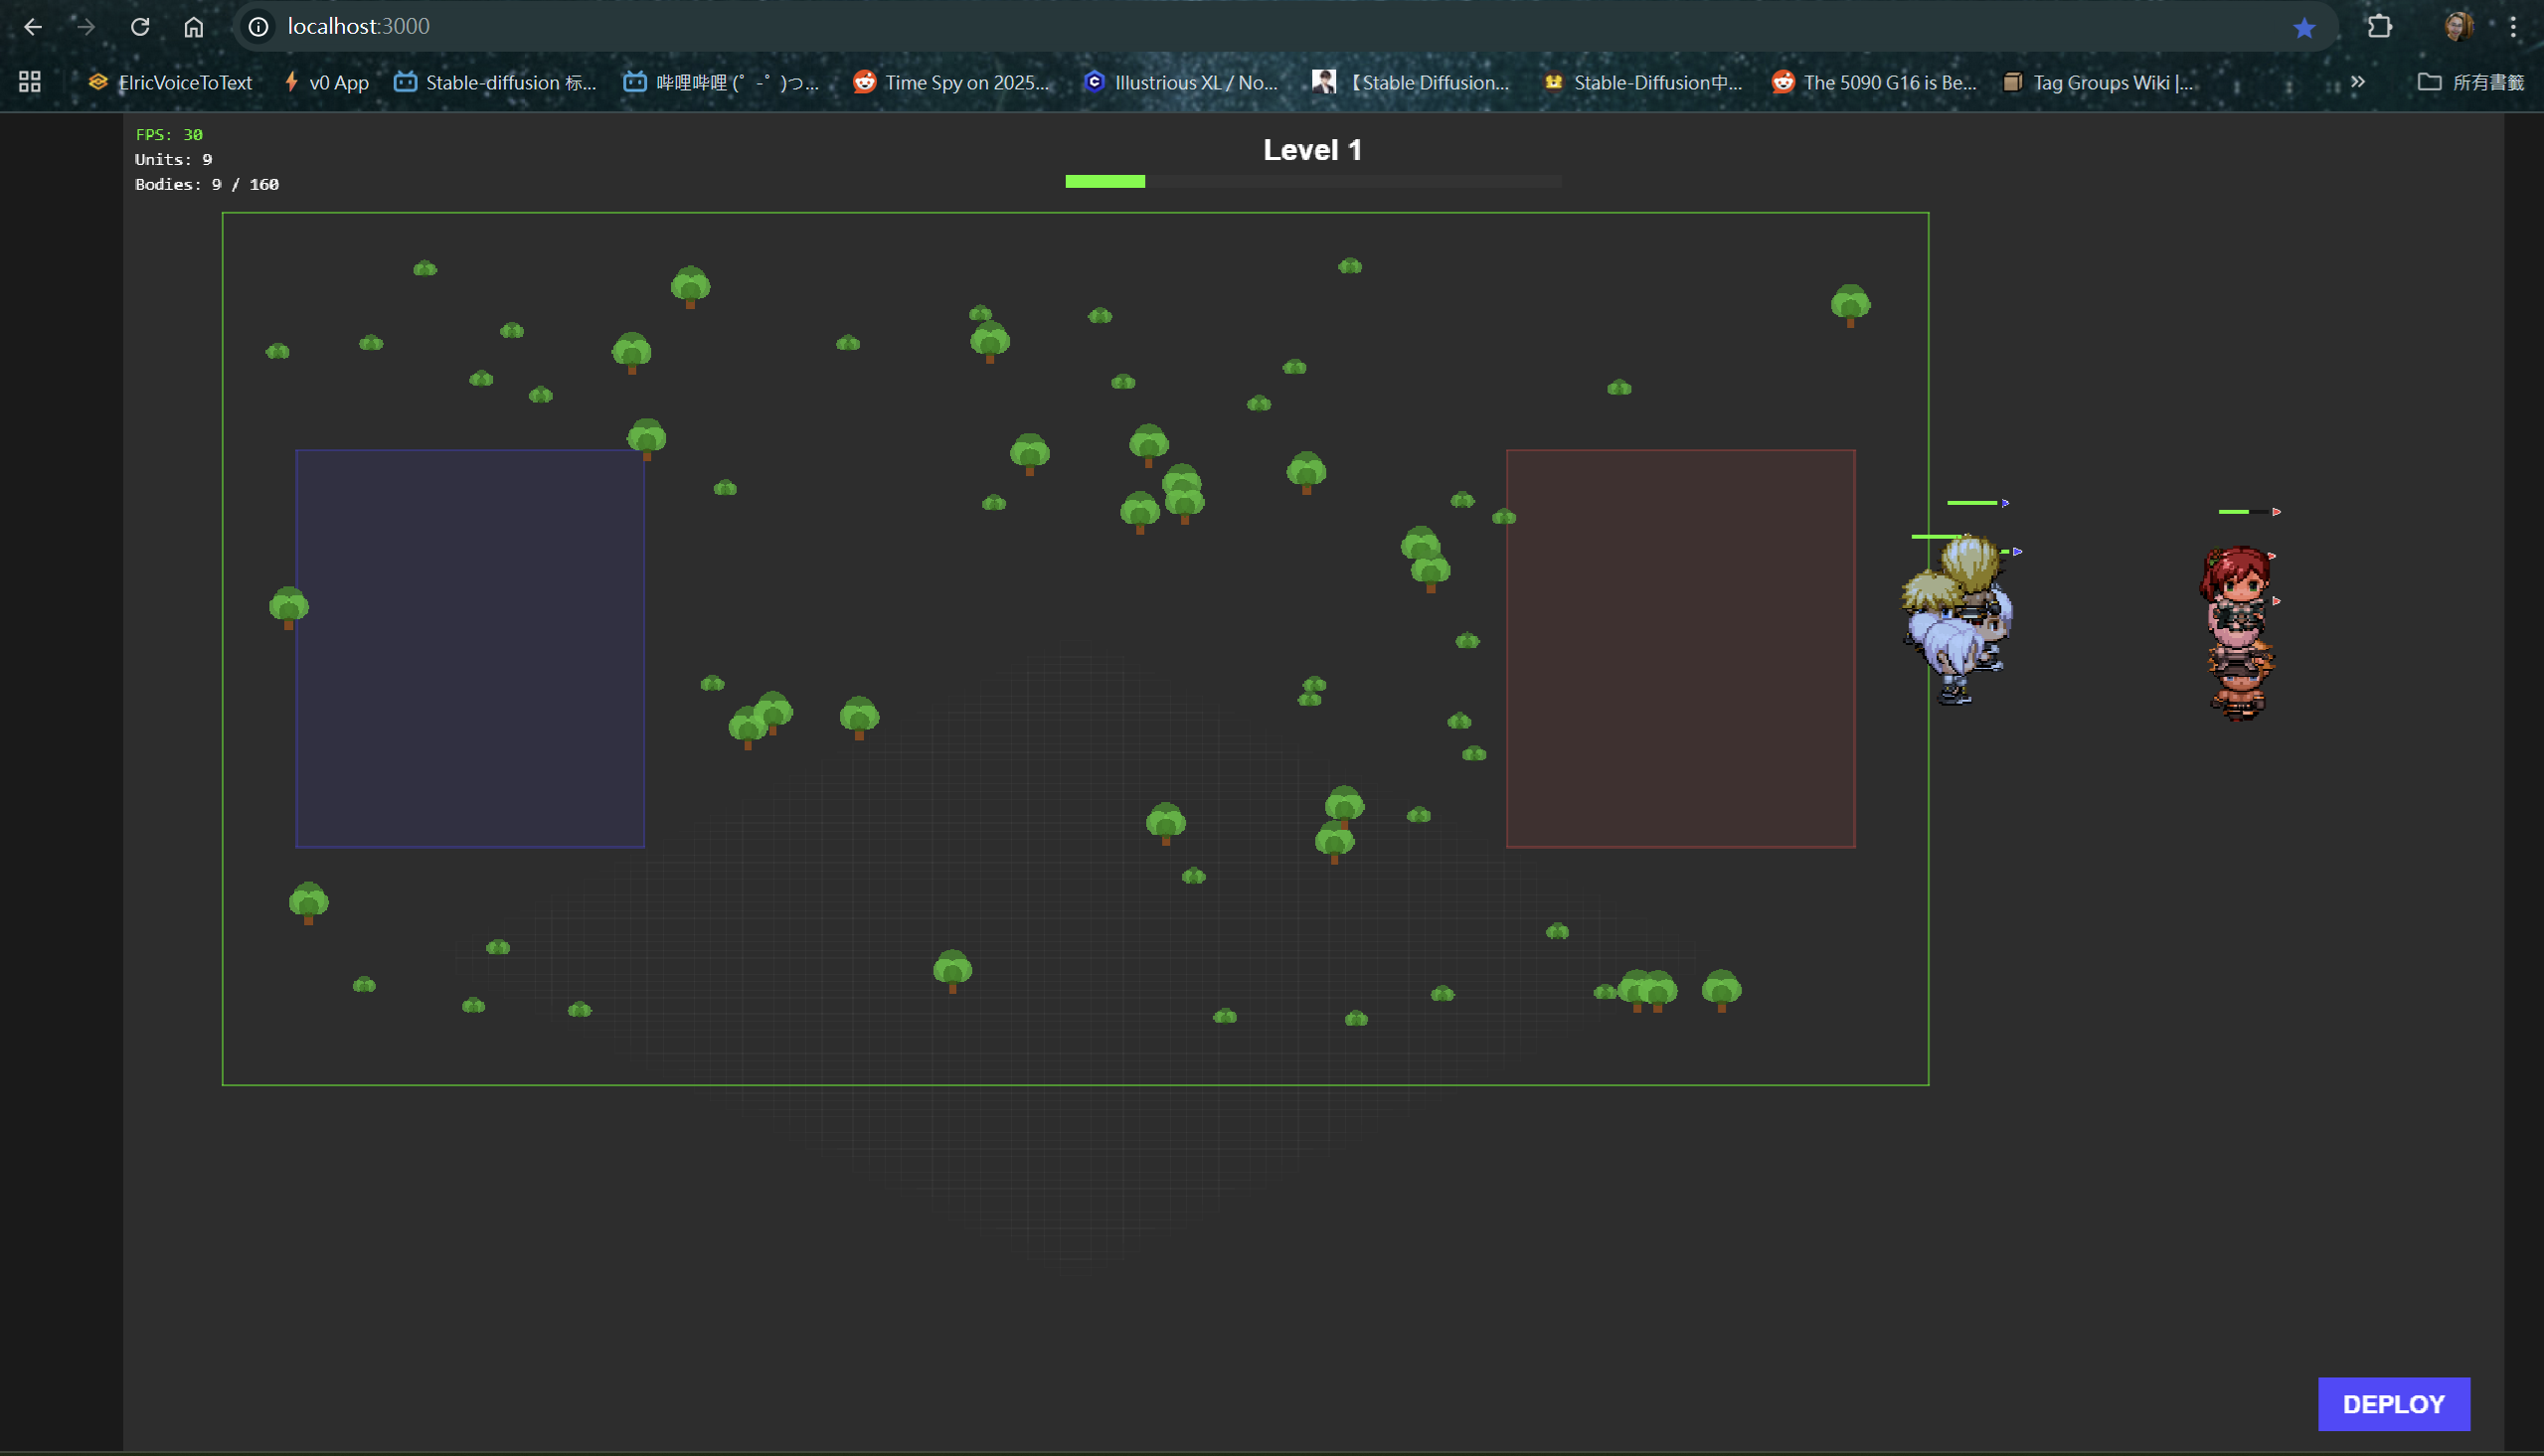 localhost:3000
ElricVoiceToText
v0 App
Stable-diffusion 标...
哔哩哔哩 (゜-゜)つ...
Time Spy on 2025...
Illustrious XL / No...
【Stable Diffusion...
Stable-Diffusion中...
The 5090 G16 is Be...
Tag Groups Wiki |...
所有書籤
FPS: 30
Units: 9
Bodies: 9 / 160
Level 1
DEPLOY